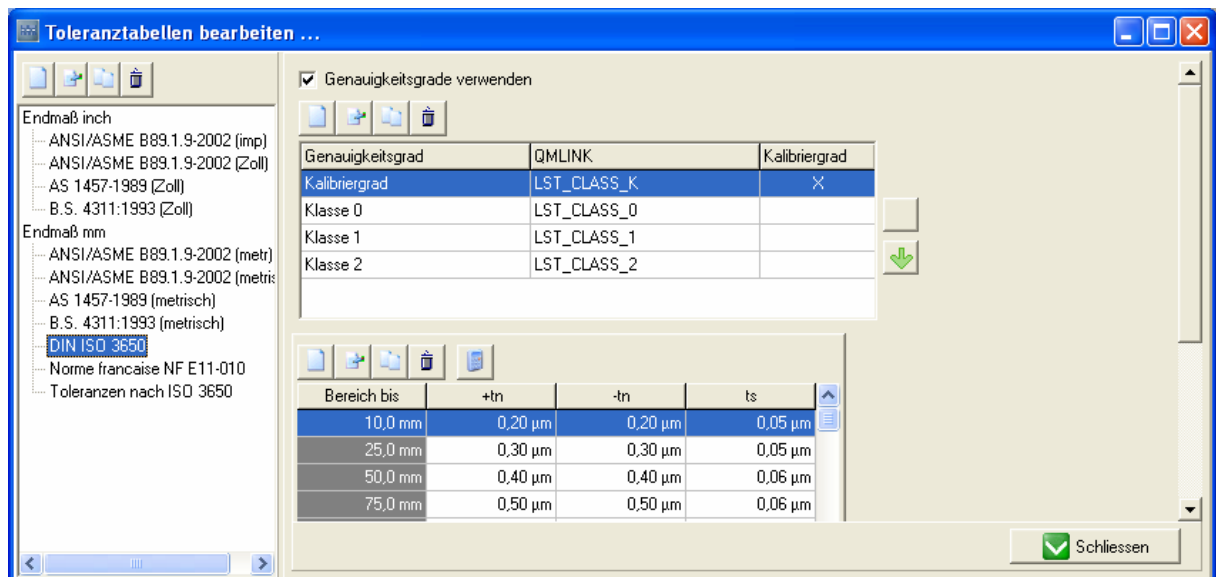 Toleranztabellen bearbeiten ...
Endmaß inch
ANSI/ASME B89.1.9-2002 (imp)
ANSI/ASME B89.1.9-2002 (Zoll)
AS 1457-1989 (Zoll)
B.S. 4311:1993 (Zoll)
Endmaß mm
ANSI/ASME B89.1.9-2002 (metr)
ANSI/ASME B89.1.9-2002 (metris
AS 1457-1989 (metrisch)
B.S. 4311:1993 (metrisch)
DIN ISO 3650
Norme francaise NF E11-010
Toleranzen nach ISO 3650
Genauigkeitsgrade verwenden
Genauigkeitsgrad QMLINK Kalibriergrad
Kalibriergrad LST_CLASS_K X
Klasse 0 LST_CLASS_0
Klasse 1 LST_CLASS_1
Klasse 2 LST_CLASS_2
Bereich bis +tn -tn ts
10,0 mm 0,20 µm 0,20 µm 0,05 µm
25,0 mm 0,30 µm 0,30 µm 0,05 µm
50,0 mm 0,40 µm 0,40 µm 0,06 µm
75,0 mm 0,50 µm 0,50 µm 0,06 µm
Schliessen